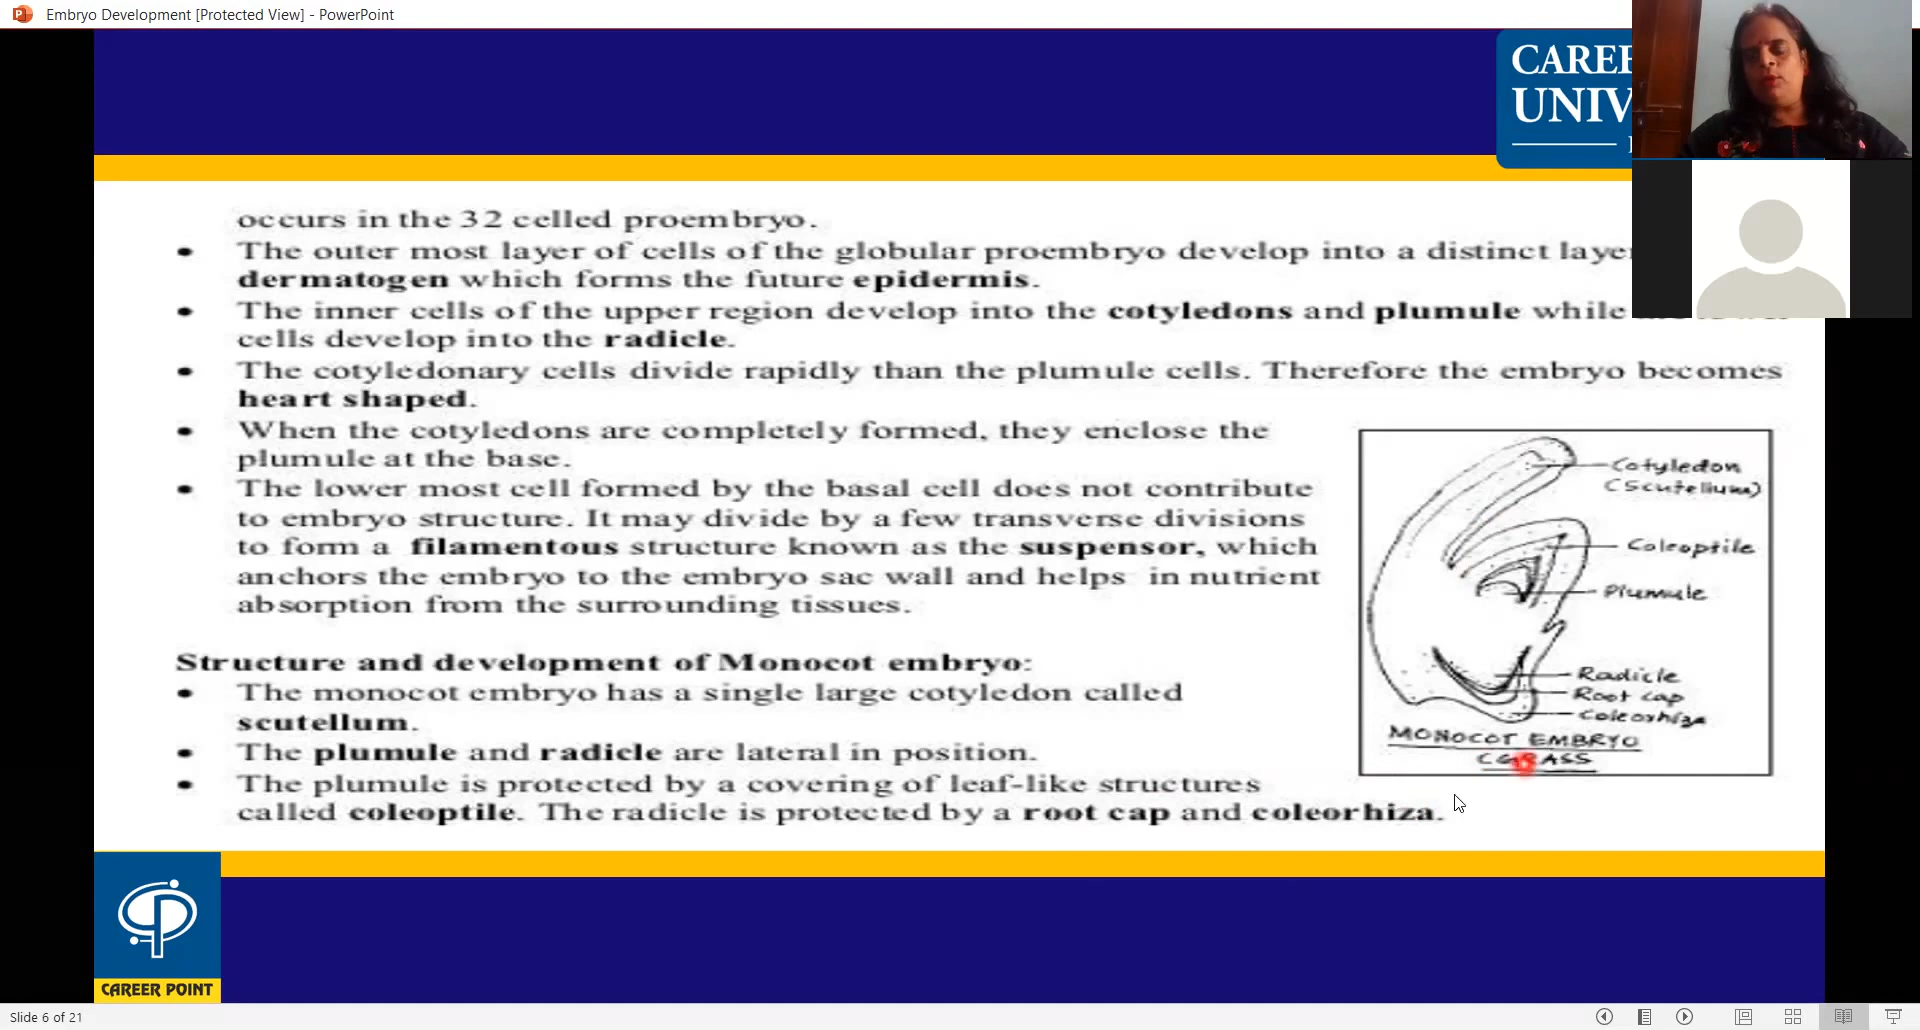 Embryo Development [Protected View] - PowerPoint
CAREE
UNIV
occurs in the 32 celled proembryo.
• The outer most layer of cells of the globular proembryo develop into a distinct layer
dermatogen which forms the future epidermis.
• The inner cells of the upper region develop into the cotyledons and plumule while
cells develop into the radicle.
• The cotyledonary cells divide rapidly than the plumule cells. Therefore the embryo becomes
heart shaped.
• When the cotyledons are completely formed, they enclose the
plumule at the base.
• The lower most cell formed by the basal cell does not contribute
to embryo structure. It may divide by a few transverse divisions
to form a filamentous structure known as the suspensor, which
anchors the embryo to the embryo sac wall and helps in nutrient
absorption from the surrounding tissues.
Structure and development of Monocot embryo:
• The monocot embryo has a single large cotyledon called
scutellum.
• The plumule and radicle are lateral in position.
• The plumule is protected by a covering of leaf-like structures
called coleoptile. The radicle is protected by a root cap and coleorhiza.
Cotyledon
(Scutellum)
Coleoptile
Plumule
Radicle
Root cap
Coleorhiza
MONOCOT EMBRYO
(GRASS
CAREER POINT
Slide 6 of 21